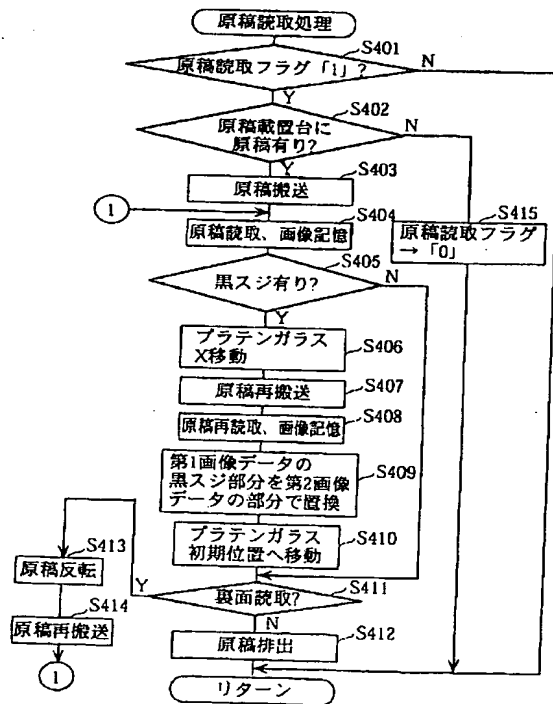 原稿読取処理
S401
原稿読取フラグ「1」?
N
Y
S402
原稿載置台に
原稿有り?
N
Y
S403
原稿搬送
1
S404
原稿読取、画像記憶
S415
原稿読取フラグ
→「0」
S405
黒スジ有り?
N
Y
プラテンガラス
X移動
S406
原稿再搬送
S407
S408
原稿再読取、画像記憶
第1画像データの
黒スジ部分を第2画像
データの部分で置換
S409
プラテンガラス
初期位置へ移動
S410
S413
原稿反転
Y
裏面読取?
S411
S414
原稿再搬送
N
原稿排出
S412
1
リターン